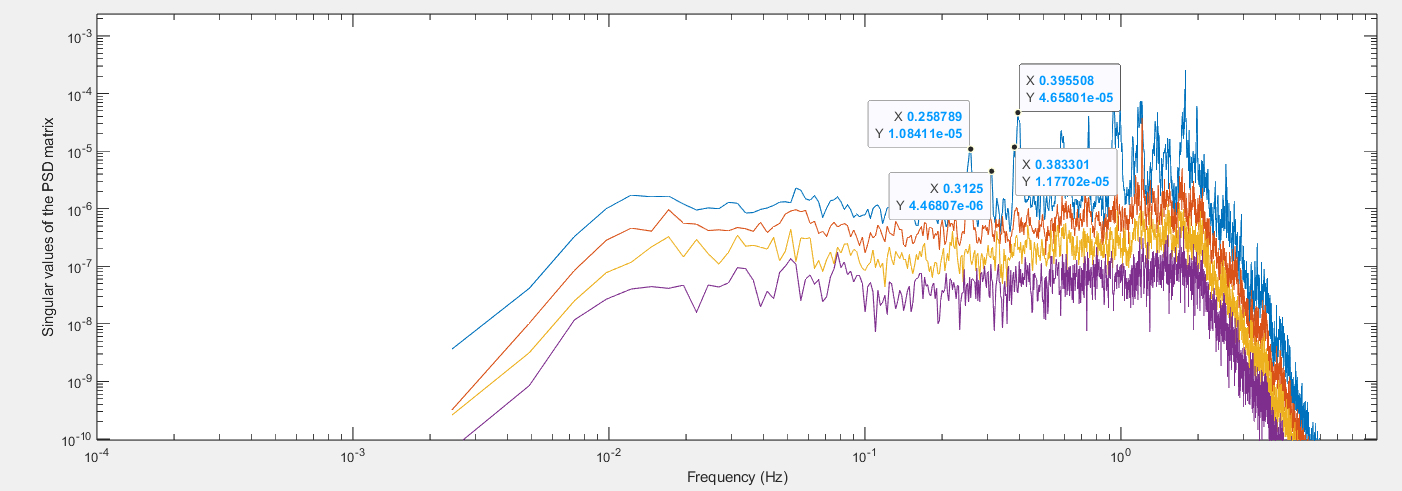 10^-3
X 0.395508
Y 4.65801e-05
10^-4
X 0.258789
Y 1.08411e-05
10^-5
X 0.383301
Y 1.17702e-05
X 0.3125
Y 4.46807e-06
10^-6
10^-7
10^-8
10^-9
10^-10
Singular values of the PSD matrix
10^-4 10^-3 10^-2 10^-1 10^0
Frequency (Hz)